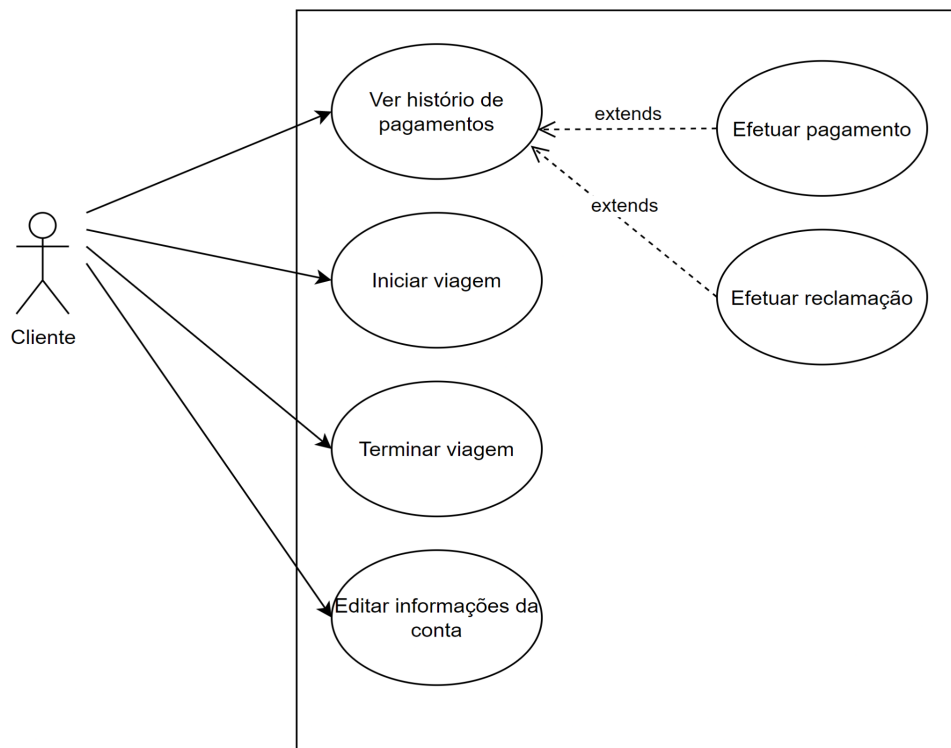 Ver histório de
pagamentos
extends
Efetuar pagamento
extends
Iniciar viagem
Efetuar reclamação
Cliente
Terminar viagem
Editar informações da
conta